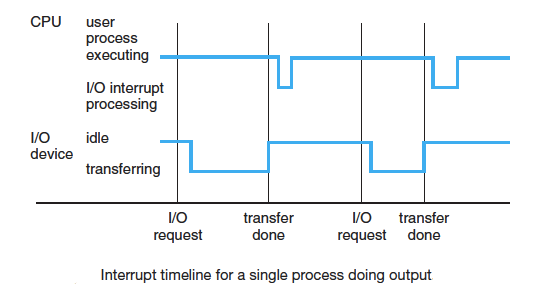 CPU
user
process
executing
I/O interrupt
processing
I/O
device
idle
transferring
I/O
request
transfer
done
I/O
request
transfer
done
Interrupt timeline for a single process doing output